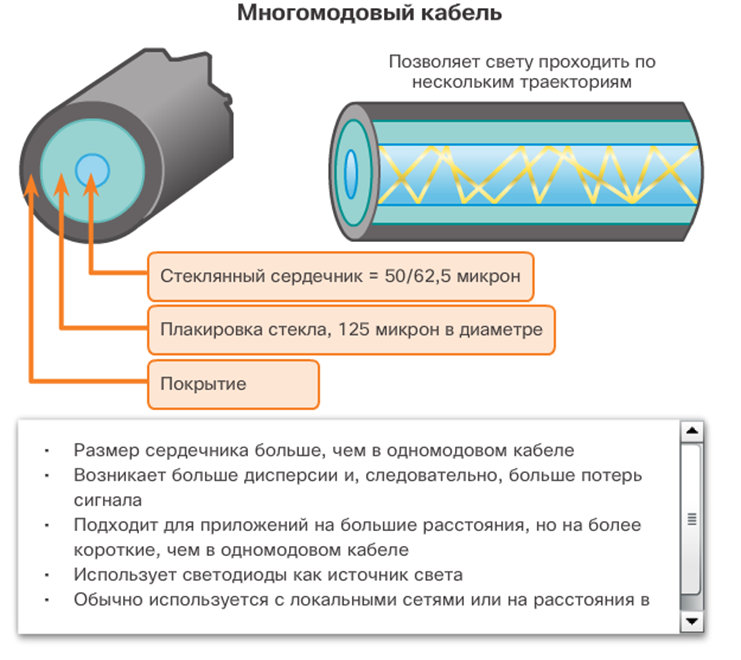 Многомодовый кабель
Позволяет свету проходить по
нескольким траекториям
Стеклянный сердечник = 50/62,5 микрон
Плакировка стекла, 125 микрон в диаметре
Покрытие
· Размер сердечника больше, чем в одномодовом кабеле
· Возникает больше дисперсии и, следовательно, больше потерь
сигнала
· Подходит для приложений на большие расстояния, но на более
короткие, чем в одномодовом кабеле
· Использует светодиоды как источник света
· Обычно используется с локальными сетями или на расстояния в